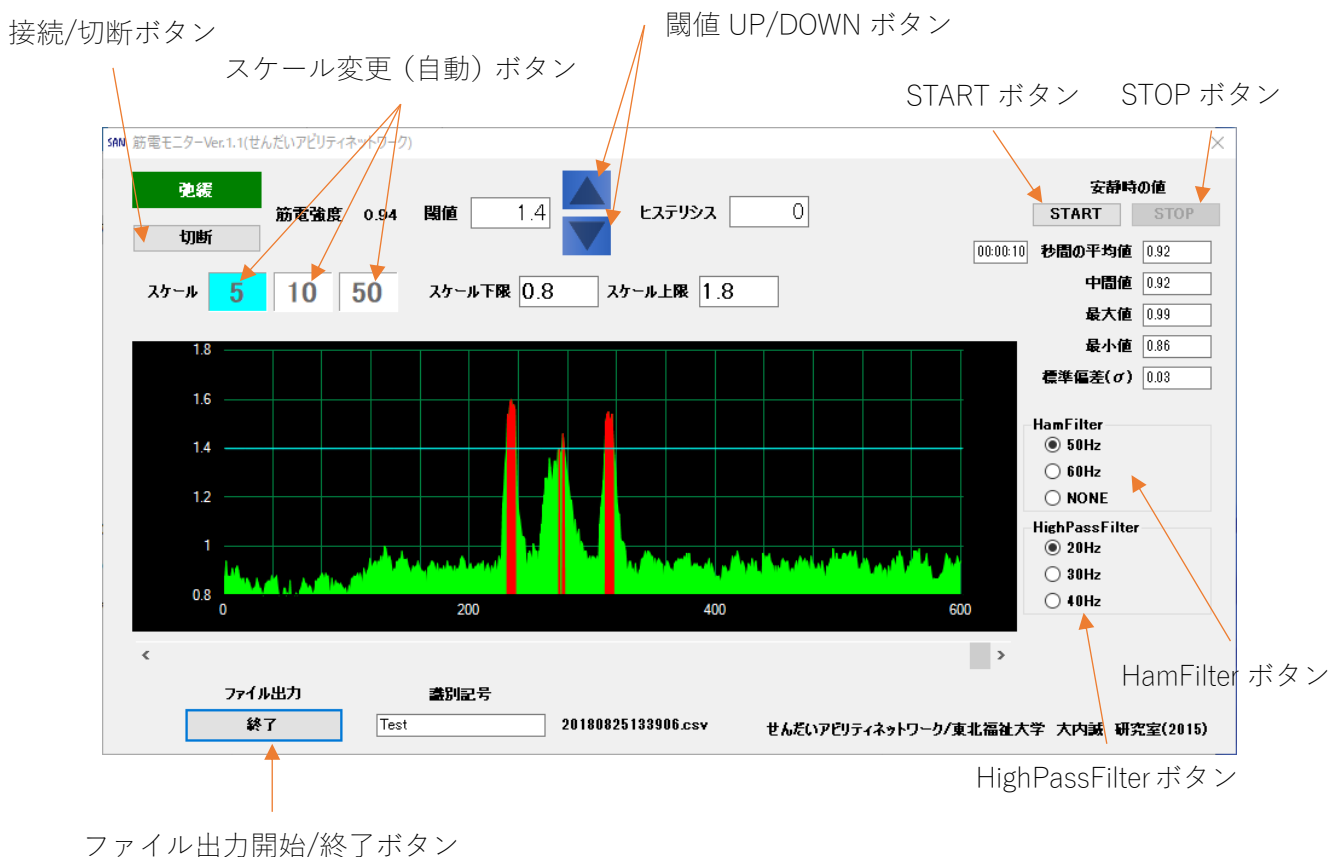 接続/切断ボタン
閾値 UP/DOWN ボタン
スケール変更（自動）ボタン
START ボタン STOP ボタン
SAN 筋電モニターVer.1.1(せんだいアビリティネットワーク)
弛緩
筋電強度 0.94 閾値 1.4 ヒステリシス 0
切断
スケール 5 10 50 スケール下限 0.8 スケール上限 1.8
安静時の値
START STOP
00:00:10 秒間の平均値 0.92
中間値 0.92
最大値 0.99
最小値 0.86
標準偏差(σ) 0.03
1.8
1.6
1.4
1.2
1
0.8
0 200 400 600
HamFilter
50Hz
60Hz
NONE
HighPassFilter
20Hz
30Hz
40Hz
HamFilter ボタン
ファイル出力 識別記号
終了 Test 20180825133906.csv せんだいアビリティネットワーク/東北福祉大学 大内誠 研究室(2015)
HighPassFilter ボタン
ファイル出力開始/終了ボタン